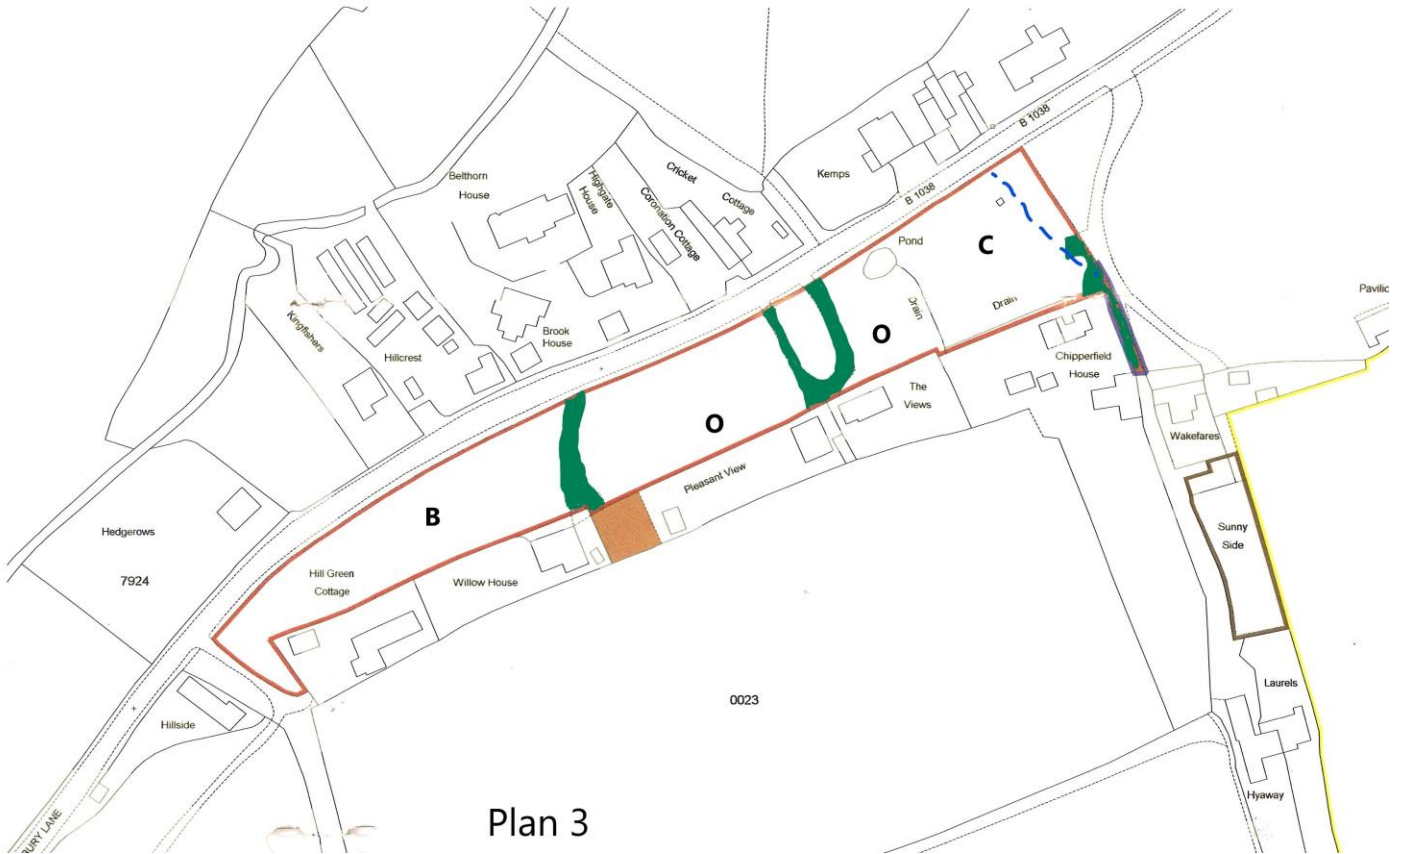 B 1038
Belthorn
House
Highgate
House
Cricket
Cottage
Coronation Cottage
Kemps
B 1038
Pond
C
Drain
Drain
Pavilic
Kingfishers
Hillcrest
Brook
House
O
Chipperfield
House
The
Views
O
Wakefares
Pleasant View
B
Hedgerows
7924
Hill Green
Cottage
Willow House
Sunny
Side
Laurels
0023
Hillside
Hyaway
BURY LANE
Plan 3